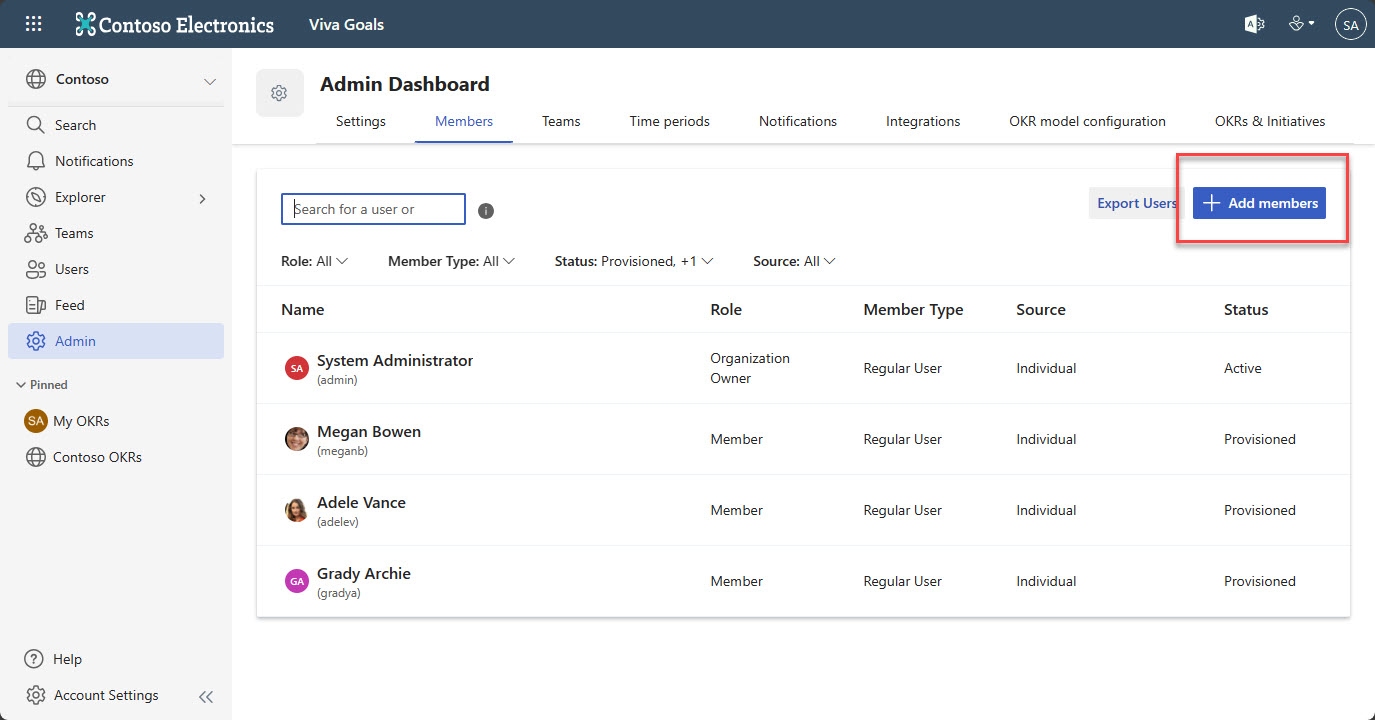 Contoso Electronics Viva Goals A SA
Contoso
Search
Notifications
Explorer
Teams
Users
Feed
Admin
Pinned
SA My OKRs
Contoso OKRs
Help
Account Settings
Admin Dashboard
Settings Members Teams Time periods Notifications Integrations OKR model configuration OKRs & Initiatives
Search for a user or i Export Users Add members
Role: All Member Type: All Status: Provisioned, +1 Source: All
Name Role Member Type Source Status
SA System Administrator (admin) Organization Owner Regular User Individual Active
Megan Bowen (meganb) Member Regular User Individual Provisioned
Adele Vance (adelev) Member Regular User Individual Provisioned
GA Grady Archie (gradya) Member Regular User Individual Provisioned